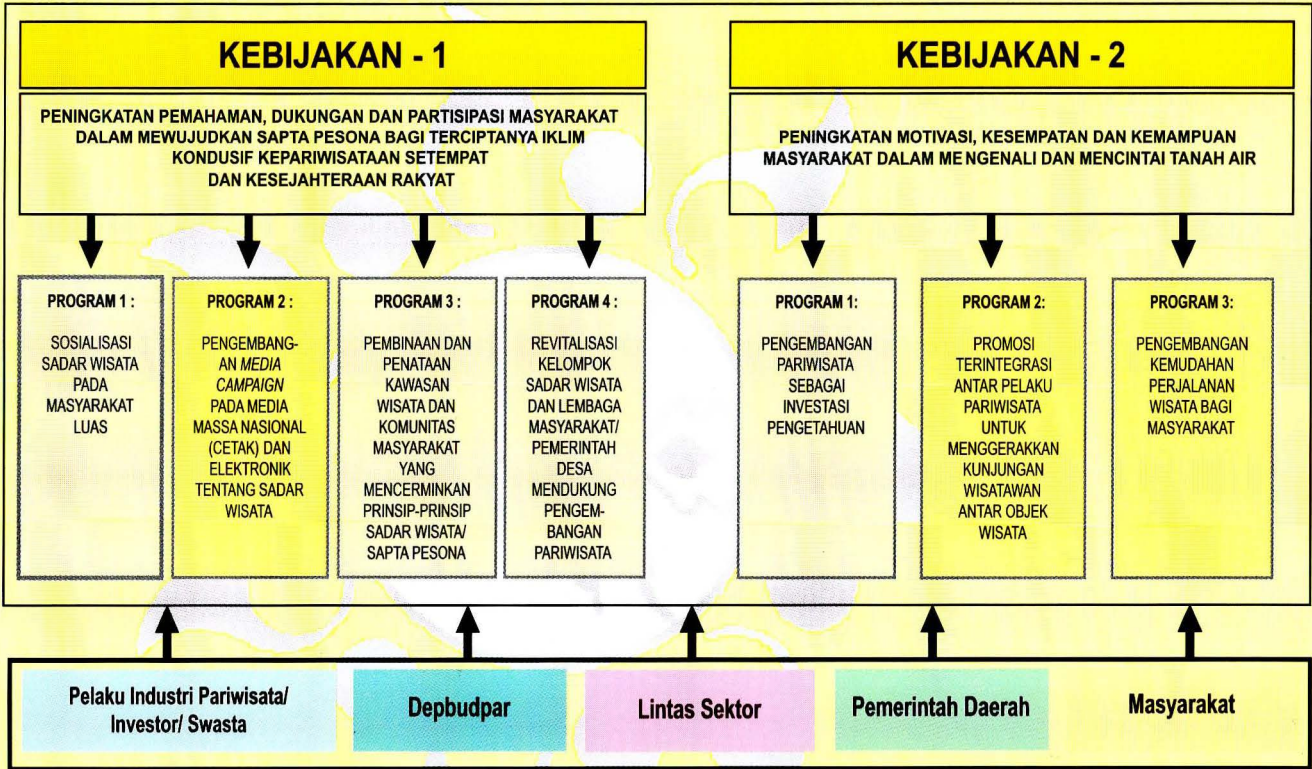 KEBIJAKAN - 1
PENINGKATAN PEMAHAMAN, DUKUNGAN DAN PARTISIPASI MASYARAKAT
DALAM MEWUJUDKAN SAPTA PESONA BAGI TERCIPTANYA IKLIM
KONDUSIF KEPARIWISATAAN SETEMPAT
DAN KESEJAHTERAAN RAKYAT
PROGRAM 1 :
SOSIALISASI
SADAR WISATA
PADA
MASYARAKAT
LUAS
PROGRAM 2 :
PENGEMBANG-
AN MEDIA
CAMPAIGN
PADA MEDIA
MASSA NASIONAL
(CETAK) DAN
ELEKTRONIK
TENTANG SADAR
WISATA
PROGRAM 3 :
PEMBINAAN DAN
PENATAAN
KAWASAN
WISATA DAN
KOMUNITAS
MASYARAKAT
YANG
MENCERMINKAN
PRINSIP-PRINSIP
SADAR WISATA/
SAPTA PESONA
PROGRAM 4 :
REVITALISASI
KELOMPOK
SADAR WISATA
DAN LEMBAGA
MASYARAKAT/
PEMERINTAH
DESA
MENDUKUNG
PENGEM-
BANGAN
PARIWISATA
KEBIJAKAN - 2
PENINGKATAN MOTIVASI, KESEMPATAN DAN KEMAMPUAN
MASYARAKAT DALAM MENGENALI DAN MENCINTAI TANAH AIR
PROGRAM 1:
PENGEMBANGAN
PARIWISATA
SEBAGAI
INVESTASI
PENGETAHUAN
PROGRAM 2:
PROMOSI
TERINTEGRASI
ANTAR PELAKU
PARIWISATA
UNTUK
MENGGERAKKAN
KUNJUNGAN
WISATAWAN
ANTAR OBJEK
WISATA
PROGRAM 3:
PENGEMBANGAN
KEMUDAHAN
PERJALANAN
WISATA BAGI
MASYARAKAT
Pelaku Industri Pariwisata/
Investor/ Swasta
Depbudpar
Lintas Sektor
Pemerintah Daerah
Masyarakat